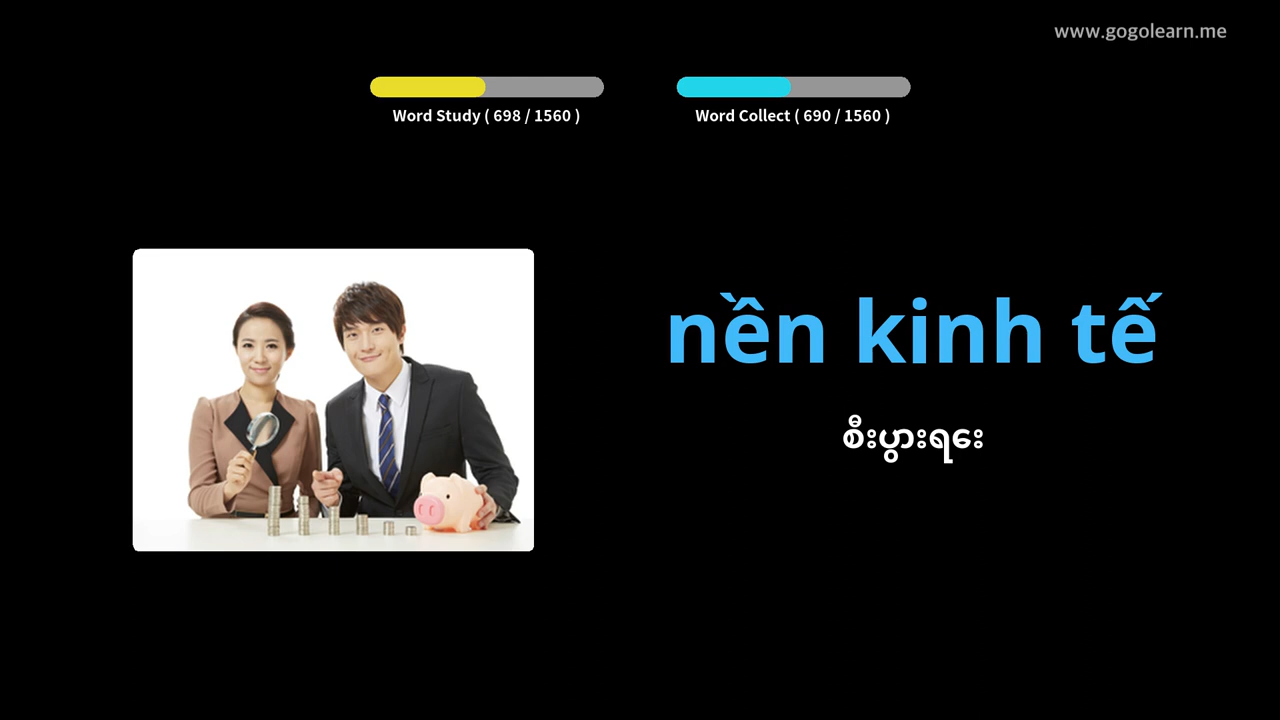 www.gogolearn.me
Word Study ( 698 / 1560 )
Word Collect ( 690 / 1560 )
nền kinh tế
စီးပွားရေး